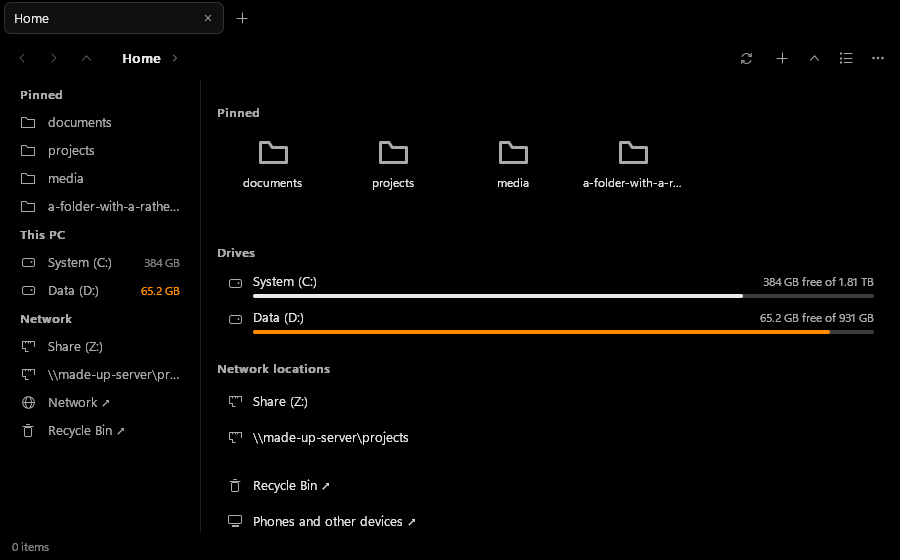 Home
Home
Pinned
documents
projects
media
a-folder-with-a-rathe...
This PC
System (C:) 384 GB
Data (D:) 65.2 GB
Network
Share (Z:)
\\made-up-server\pr...
Network ↗
Recycle Bin ↗
Pinned
documents projects media a-folder-with-a-r...
Drives
System (C:) 384 GB free of 1.81 TB
Data (D:) 65.2 GB free of 931 GB
Network locations
Share (Z:)
\\made-up-server\projects
Recycle Bin ↗
Phones and other devices ↗
0 items